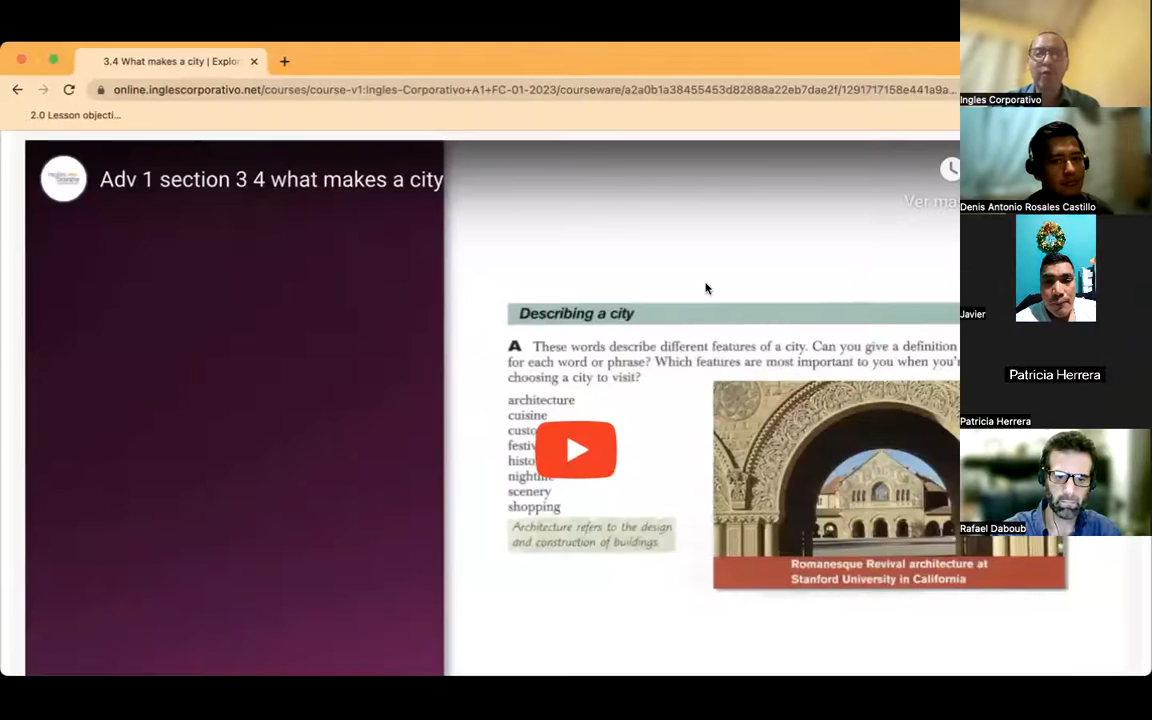 3.4 What makes a city | Explor
online.inglescorporativo.net/courses/course-v1:Ingles-Corporativo+A1+FC-01-2023/courseware/a2a0b1a38455453d82888a22eb7dae2f/1291717158e441a9a...
2.0 Lesson objecti...
Adv 1 section 3 4 what makes a city
Ver
Describing a city
A These words describe different features of a city. Can you give a definition
for each word or phrase? Which features are most important to you when you'r
choosing a city to visit?
architecture
cuisine
scenery
shopping
Architecture refers to the design
and construction of buildings.
Romanesque Revival architecture at
Stanford University in California
Ingles Corporativo
Denis Antonio Rosales Castillo
Javier
Patricia Herrera
Patricia Herrera
Rafael Daboub